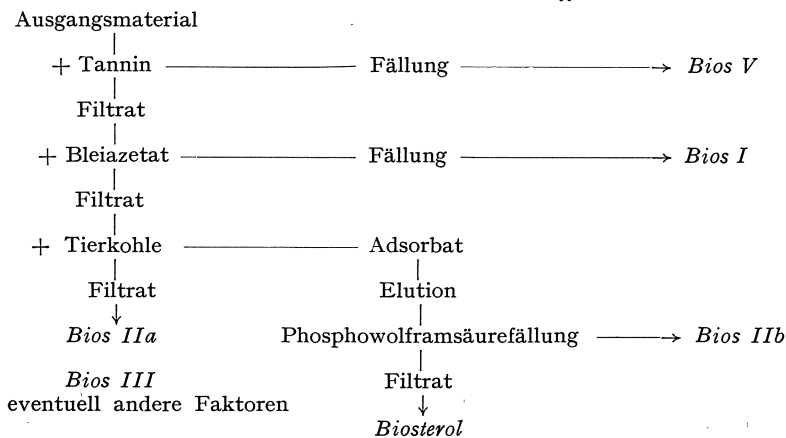 Ausgangsmaterial
+ Tannin Fällung → Bios V
Filtrat
+ Bleiazetat Fällung → Bios I
Filtrat
+ Tierkohle Adsorbat
Filtrat Elution
Bios IIa Phosphowolframsäurefällung → Bios IIb
Bios III Filtrat
eventuell andere Faktoren
Biosterol